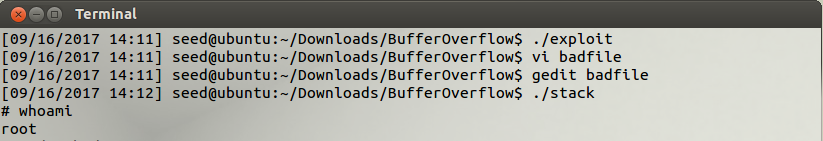 Terminal
[09/16/2017 14:11] seed@ubuntu:~/Downloads/BufferOverflow$ ./exploit
[09/16/2017 14:11] seed@ubuntu:~/Downloads/BufferOverflow$ vi badfile
[09/16/2017 14:11] seed@ubuntu:~/Downloads/BufferOverflow$ gedit badfile
[09/16/2017 14:12] seed@ubuntu:~/Downloads/BufferOverflow$ ./stack
# whoami
root